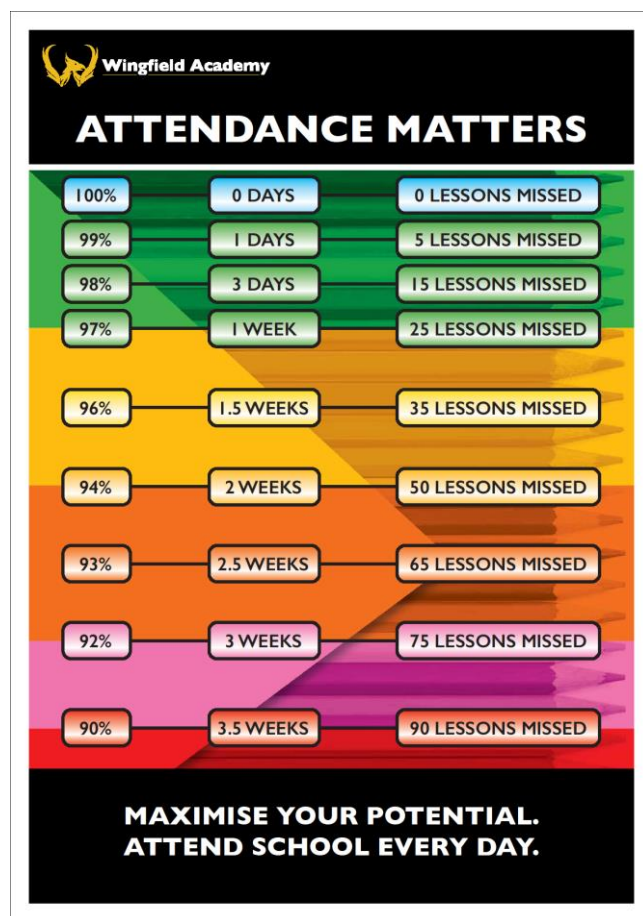 Wingfield Academy
ATTENDANCE MATTERS
100% 0 DAYS 0 LESSONS MISSED
99% 1 DAYS 5 LESSONS MISSED
98% 3 DAYS 15 LESSONS MISSED
97% 1 WEEK 25 LESSONS MISSED
96% 1.5 WEEKS 35 LESSONS MISSED
94% 2 WEEKS 50 LESSONS MISSED
93% 2.5 WEEKS 65 LESSONS MISSED
92% 3 WEEKS 75 LESSONS MISSED
90% 3.5 WEEKS 90 LESSONS MISSED
MAXIMISE YOUR POTENTIAL.
ATTEND SCHOOL EVERY DAY.